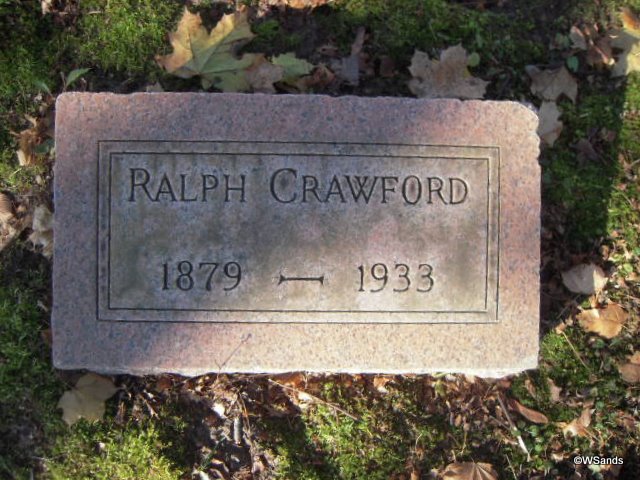 Ralph Crawford
1879 — 1933
©WSands